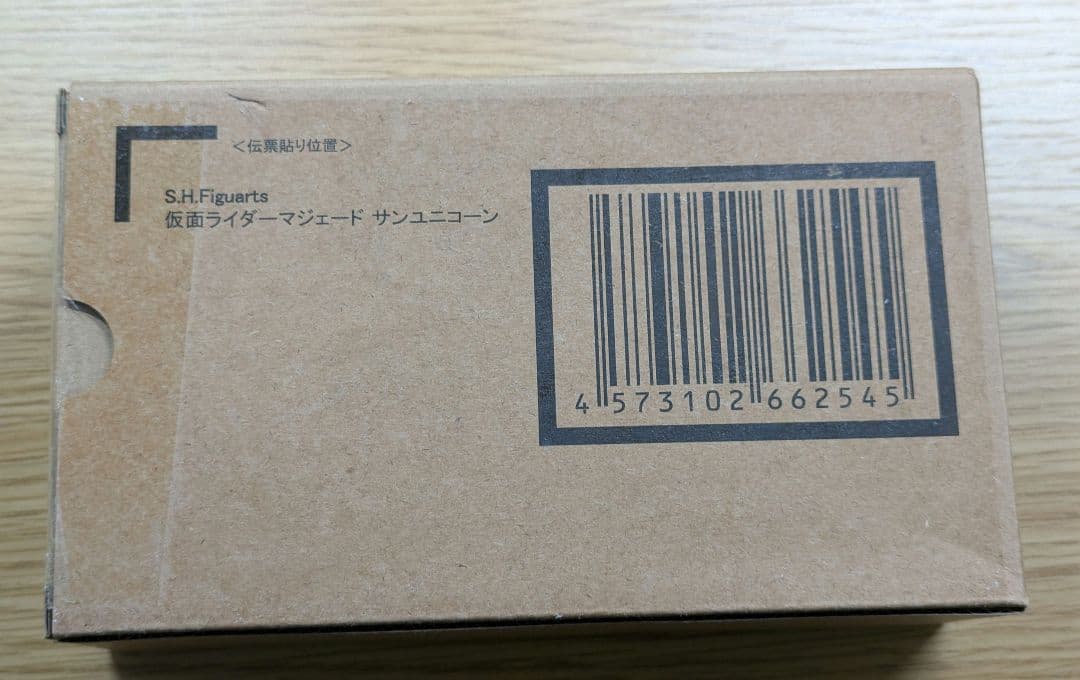 <伝票貼り位置>
S.H.Figuarts
仮面ライダーマジェード サンユニコーン
4 573102 662545